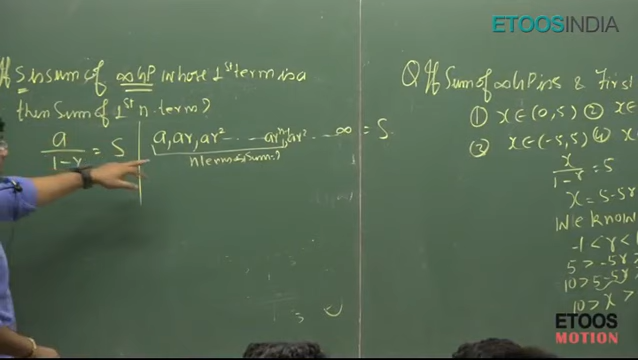 ETOOSINDIA
If S is sum of ∞ GP whose 1st term is a
then sum of 1st n term?
a/(1-r) = S
a, ar, ar² ... ar^(n-1), ar^n ... ∞ = S
n terms sum?
Q If Sum of ∞ GP is 5 & First
① x∈(0,5) ② x∈
③ x∈(-5,5) ④ x
x/(1-r) = 5
x = 5-5r
We know
-1 < r < 1
5 > -5r >
10 > 5-5r >
10 > x >
ETOOS
MOTION